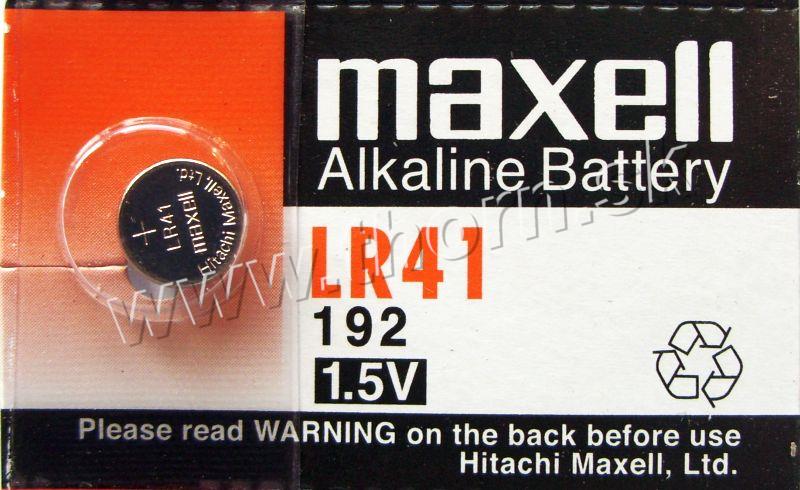 maxell
Alkaline Battery
LR41
192
1.5V
Please read WARNING on the back before use
Hitachi Maxell, Ltd.
+
LR41
maxell
Hitachi Maxell, Ltd.
www.thorn.sk